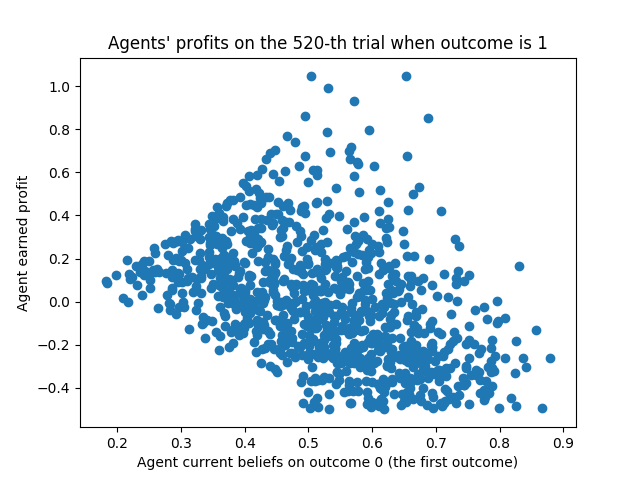 Agents' profits on the 520-th trial when outcome is 1
1.0
0.8
0.6
0.4
0.2
0.0
−0.2
−0.4
Agent earned profit
0.2 0.3 0.4 0.5 0.6 0.7 0.8 0.9
Agent current beliefs on outcome 0 (the first outcome)